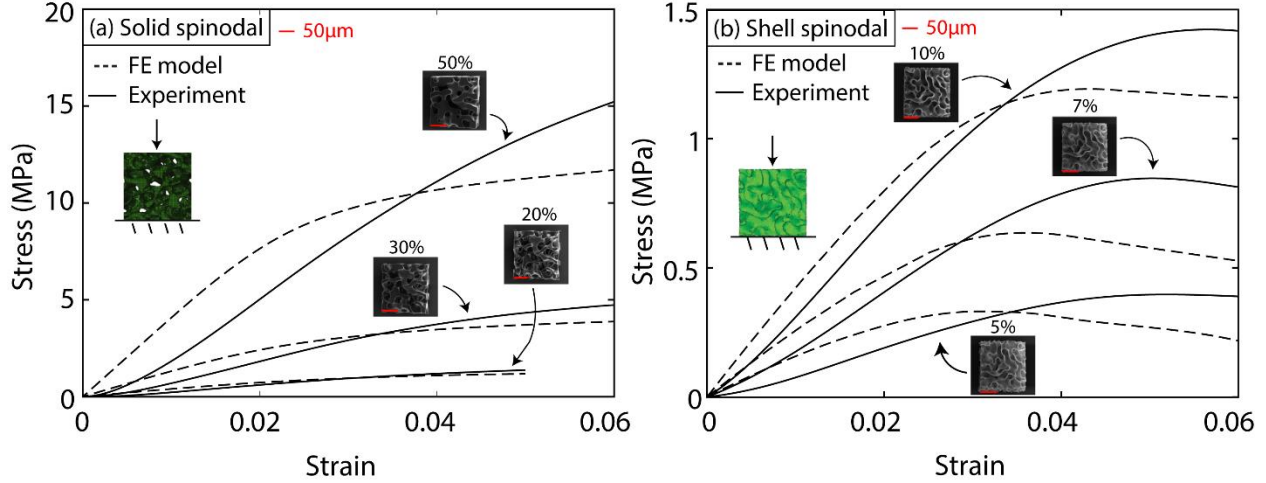 (a) Solid spinodal
50μm
FE model
Experiment
50%
30%
20%
20
15
10
5
0
0
0.02
0.04
0.06
Stress (MPa)
Strain
(b) Shell spinodal
50μm
FE model
Experiment
10%
7%
5%
1.5
1
0.5
0
0
0.02
0.04
0.06
Stress (MPa)
Strain